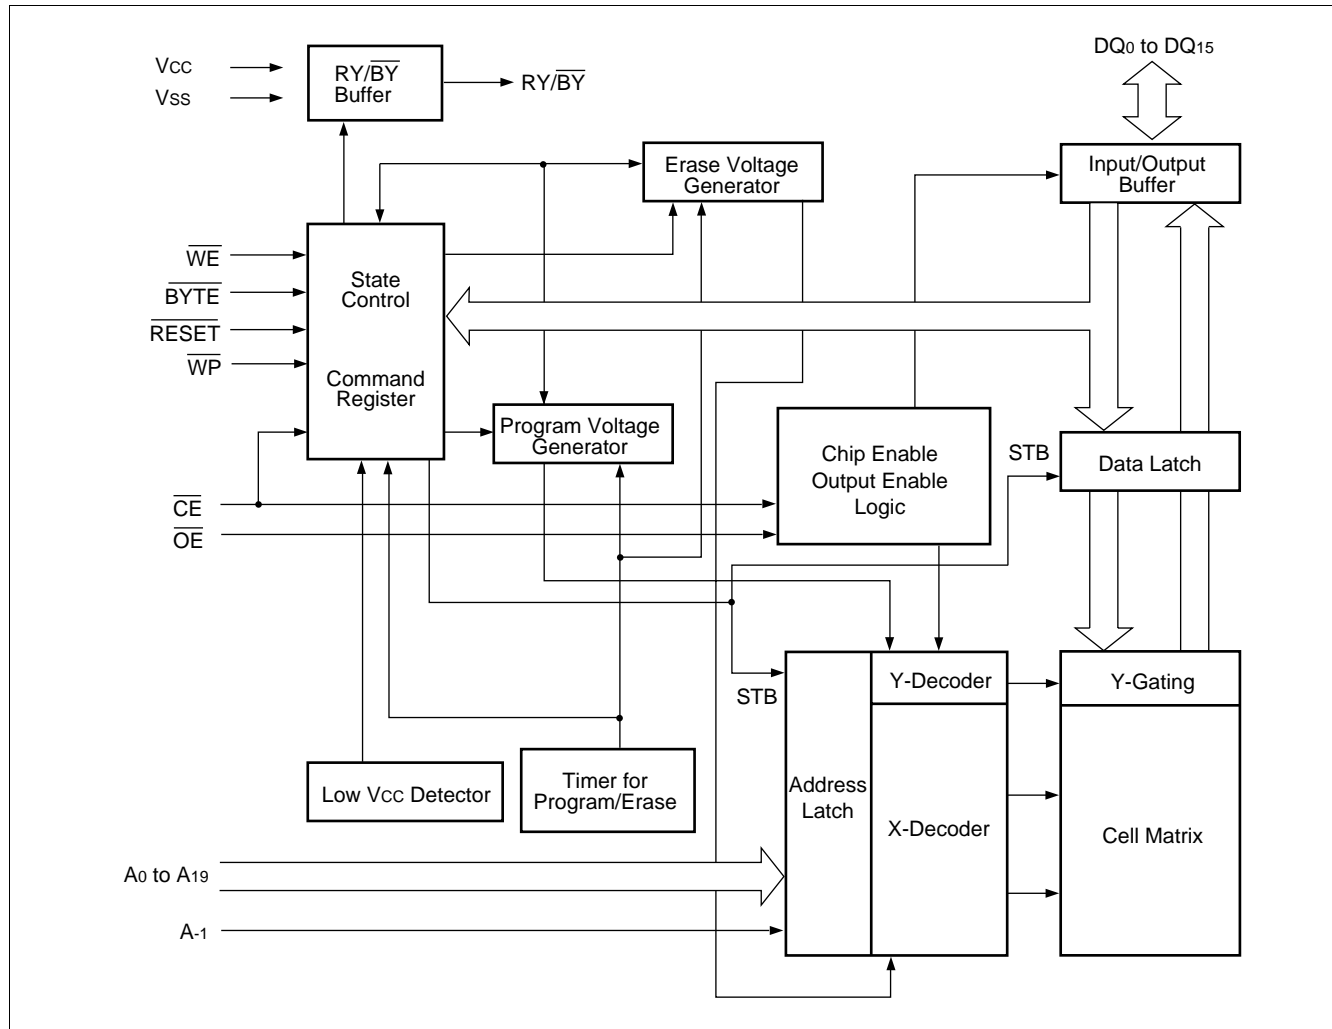 VCC
VSS
RY/BY
Buffer
RY/BY
DQ0 to DQ15
Erase Voltage
Generator
Input/Output
Buffer
WE
BYTE
RESET
WP
State
Control
Command
Register
Program Voltage
Generator
Chip Enable
Output Enable
Logic
STB
Data Latch
CE
OE
STB
Y-Decoder
Y-Gating
Low VCC Detector
Timer for
Program/Erase
Address
Latch
X-Decoder
Cell Matrix
A0 to A19
A-1